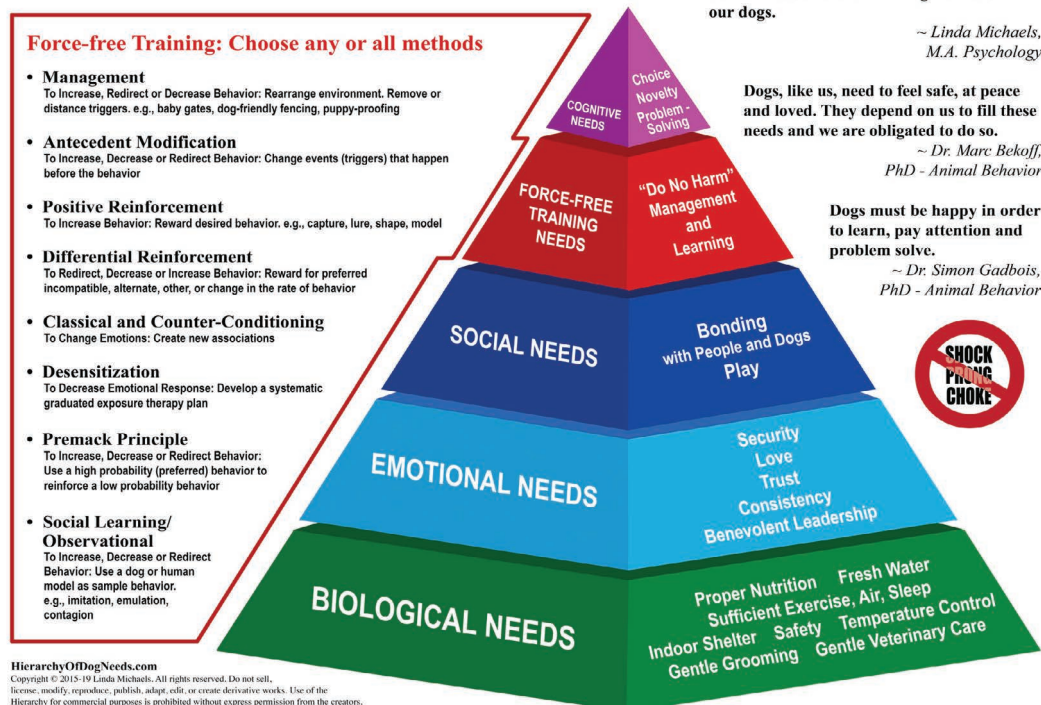 our dogs.
~ Linda Michaels,
M.A. Psychology
Force-free Training: Choose any or all methods
• Management
To Increase, Redirect or Decrease Behavior: Rearrange environment. Remove or
distance triggers. e.g., baby gates, dog-friendly fencing, puppy-proofing
• Antecedent Modification
To Increase, Decrease or Redirect Behavior: Change events (triggers) that happen
before the behavior
• Positive Reinforcement
To Increase Behavior: Reward desired behavior. e.g., capture, lure, shape, model
• Differential Reinforcement
To Redirect, Decrease or Increase Behavior: Reward for preferred
incompatible, alternate, other, or change in the rate of behavior
• Classical and Counter-Conditioning
To Change Emotions: Create new associations
• Desensitization
To Decrease Emotional Response: Develop a systematic
graduated exposure therapy plan
• Premack Principle
To Increase, Decrease or Redirect Behavior:
Use a high probability (preferred) behavior to
reinforce a low probability behavior
• Social Learning/
Observational
To Increase, Decrease or Redirect
Behavior: Use a dog or human
model as sample behavior.
e.g., imitation, emulation,
contagion
COGNITIVE
NEEDS
Choice
Novelty
Problem -
Solving
FORCE-FREE
TRAINING
NEEDS
“Do No Harm”
Management
and
Learning
SOCIAL NEEDS
Bonding
with People and Dogs
Play
EMOTIONAL NEEDS
Security
Love
Trust
Consistency
Benevolent Leadership
BIOLOGICAL NEEDS
Proper Nutrition Fresh Water
Sufficient Exercise, Air, Sleep
Indoor Shelter Safety Temperature Control
Gentle Grooming Gentle Veterinary Care
Dogs, like us, need to feel safe, at peace
and loved. They depend on us to fill these
needs and we are obligated to do so.
~ Dr. Marc Bekoff,
PhD - Animal Behavior
Dogs must be happy in order
to learn, pay attention and
problem solve.
~ Dr. Simon Gadbois,
PhD - Animal Behavior
SHOCK
PRONG
CHOKE
HierarchyOfDogNeeds.com
Copyright © 2015-19 Linda Michaels. All rights reserved. Do not sell,
license, modify, reproduce, publish, adapt, edit, or create derivative works. Use of the
Hierarchy for commercial purposes is prohibited without express permission from the creators.